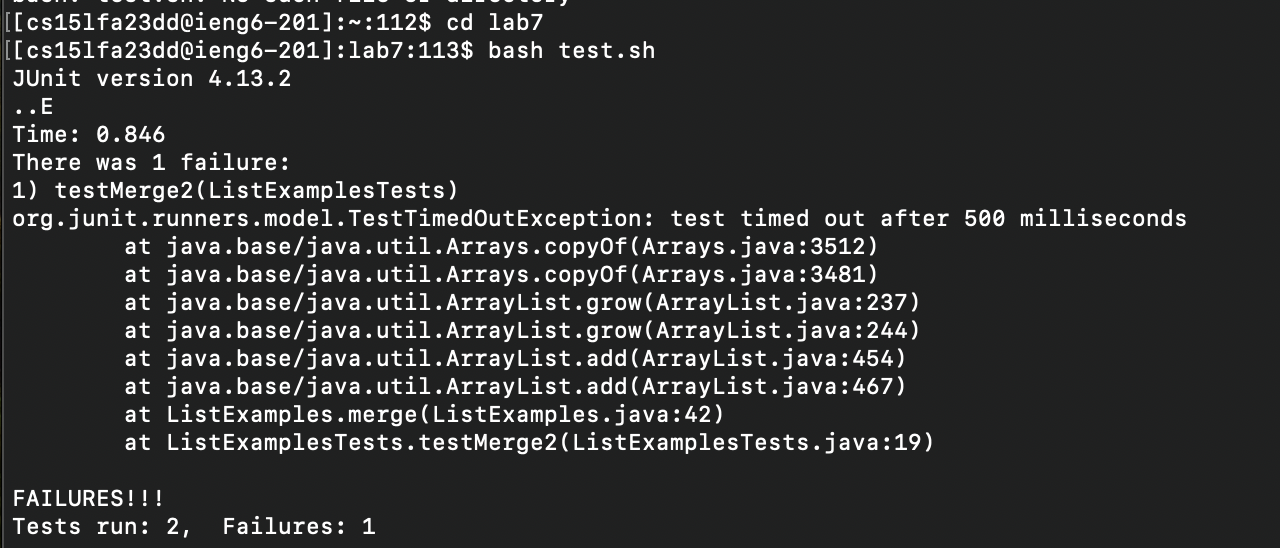 [[cs15lfa23dd@ieng6-201]:~:112$ cd lab7
[[cs15lfa23dd@ieng6-201]:lab7:113$ bash test.sh
JUnit version 4.13.2
..E
Time: 0.846
There was 1 failure:
1) testMerge2(ListExamplesTests)
org.junit.runners.model.TestTimedOutException: test timed out after 500 milliseconds
        at java.base/java.util.Arrays.copyOf(Arrays.java:3512)
        at java.base/java.util.Arrays.copyOf(Arrays.java:3481)
        at java.base/java.util.ArrayList.grow(ArrayList.java:237)
        at java.base/java.util.ArrayList.grow(ArrayList.java:244)
        at java.base/java.util.ArrayList.add(ArrayList.java:454)
        at java.base/java.util.ArrayList.add(ArrayList.java:467)
        at ListExamples.merge(ListExamples.java:42)
        at ListExamplesTests.testMerge2(ListExamplesTests.java:19)

FAILURES!!!
Tests run: 2,  Failures: 1